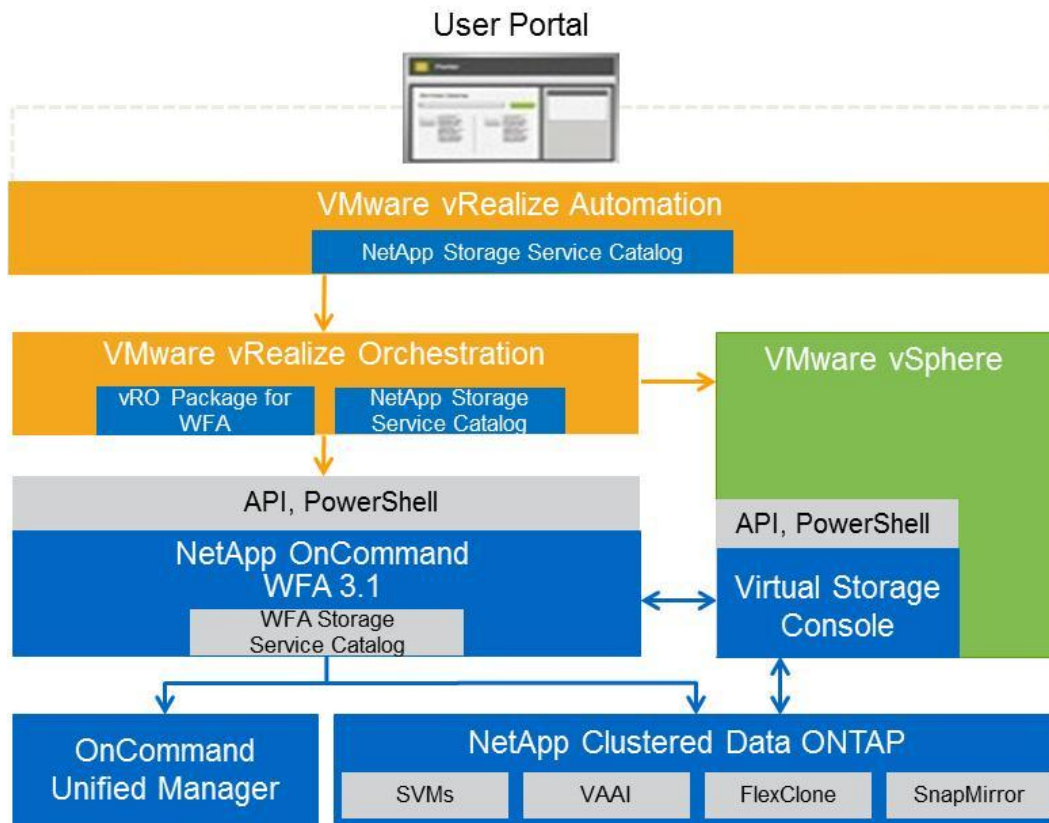 User Portal
VMware vRealize Automation
NetApp Storage Service Catalog
VMware vRealize Orchestration
vRO Package for
WFA
NetApp Storage
Service Catalog
VMware vSphere
API, PowerShell
NetApp OnCommand
WFA 3.1
WFA Storage
Service Catalog
API, PowerShell
Virtual Storage
Console
OnCommand
Unified Manager
NetApp Clustered Data ONTAP
SVMs
VAAI
FlexClone
SnapMirror